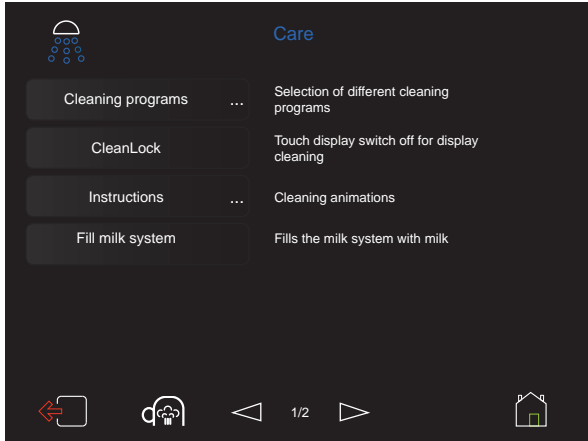 Care
Cleaning programs ...
Selection of different cleaning
programs
CleanLock
Touch display switch off for display
cleaning
Instructions ...
Cleaning animations
Fill milk system
Fills the milk system with milk
1/2